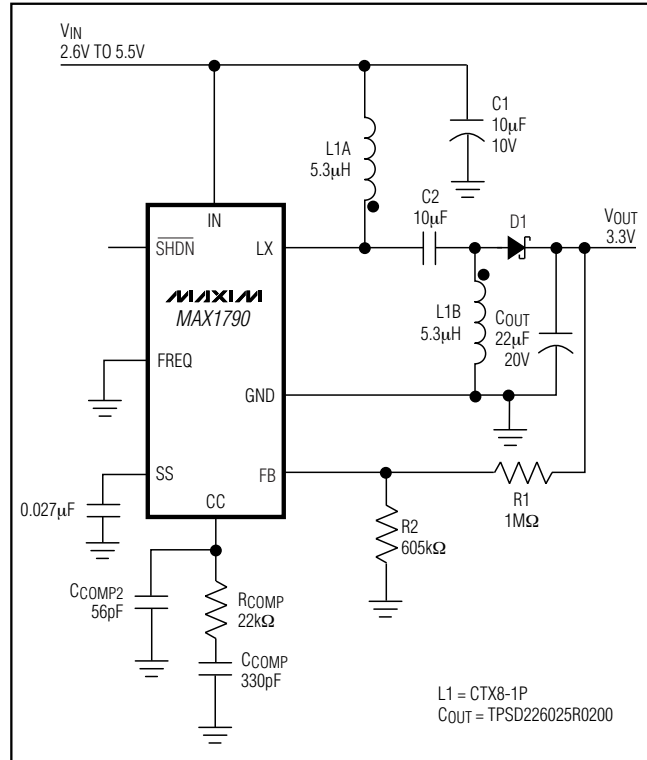 VIN
2.6V TO 5.5V
C1
10µF
10V
L1A
5.3µH
C2
10µF
D1
VOUT
3.3V
IN
SHDN
LX
MAXIM
MAX1790
L1B
5.3µH
COUT
22µF
20V
FREQ
GND
SS
FB
0.027µF
CC
R1
1MΩ
R2
605kΩ
CCOMP2
56pF
RCOMP
22kΩ
CCOMP
330pF
L1 = CTX8-1P
COUT = TPSD226025R0200